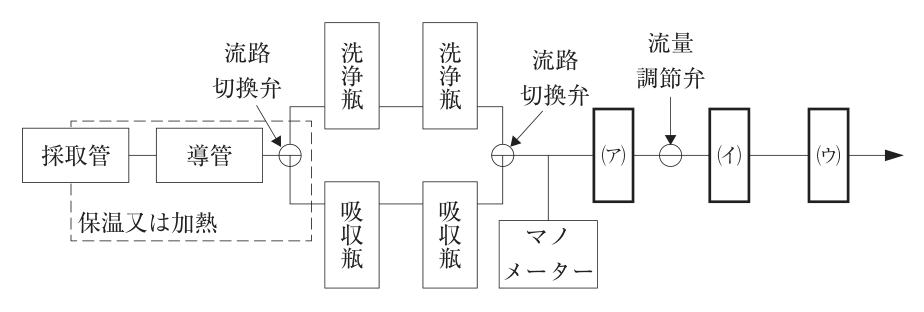 流路
切換弁
洗浄瓶
洗浄瓶
流路
切換弁
流量
調節弁
採取管
導管
(ア)
(イ)
(ウ)
保温又は加熱
吸収瓶
吸収瓶
マノ
メーター